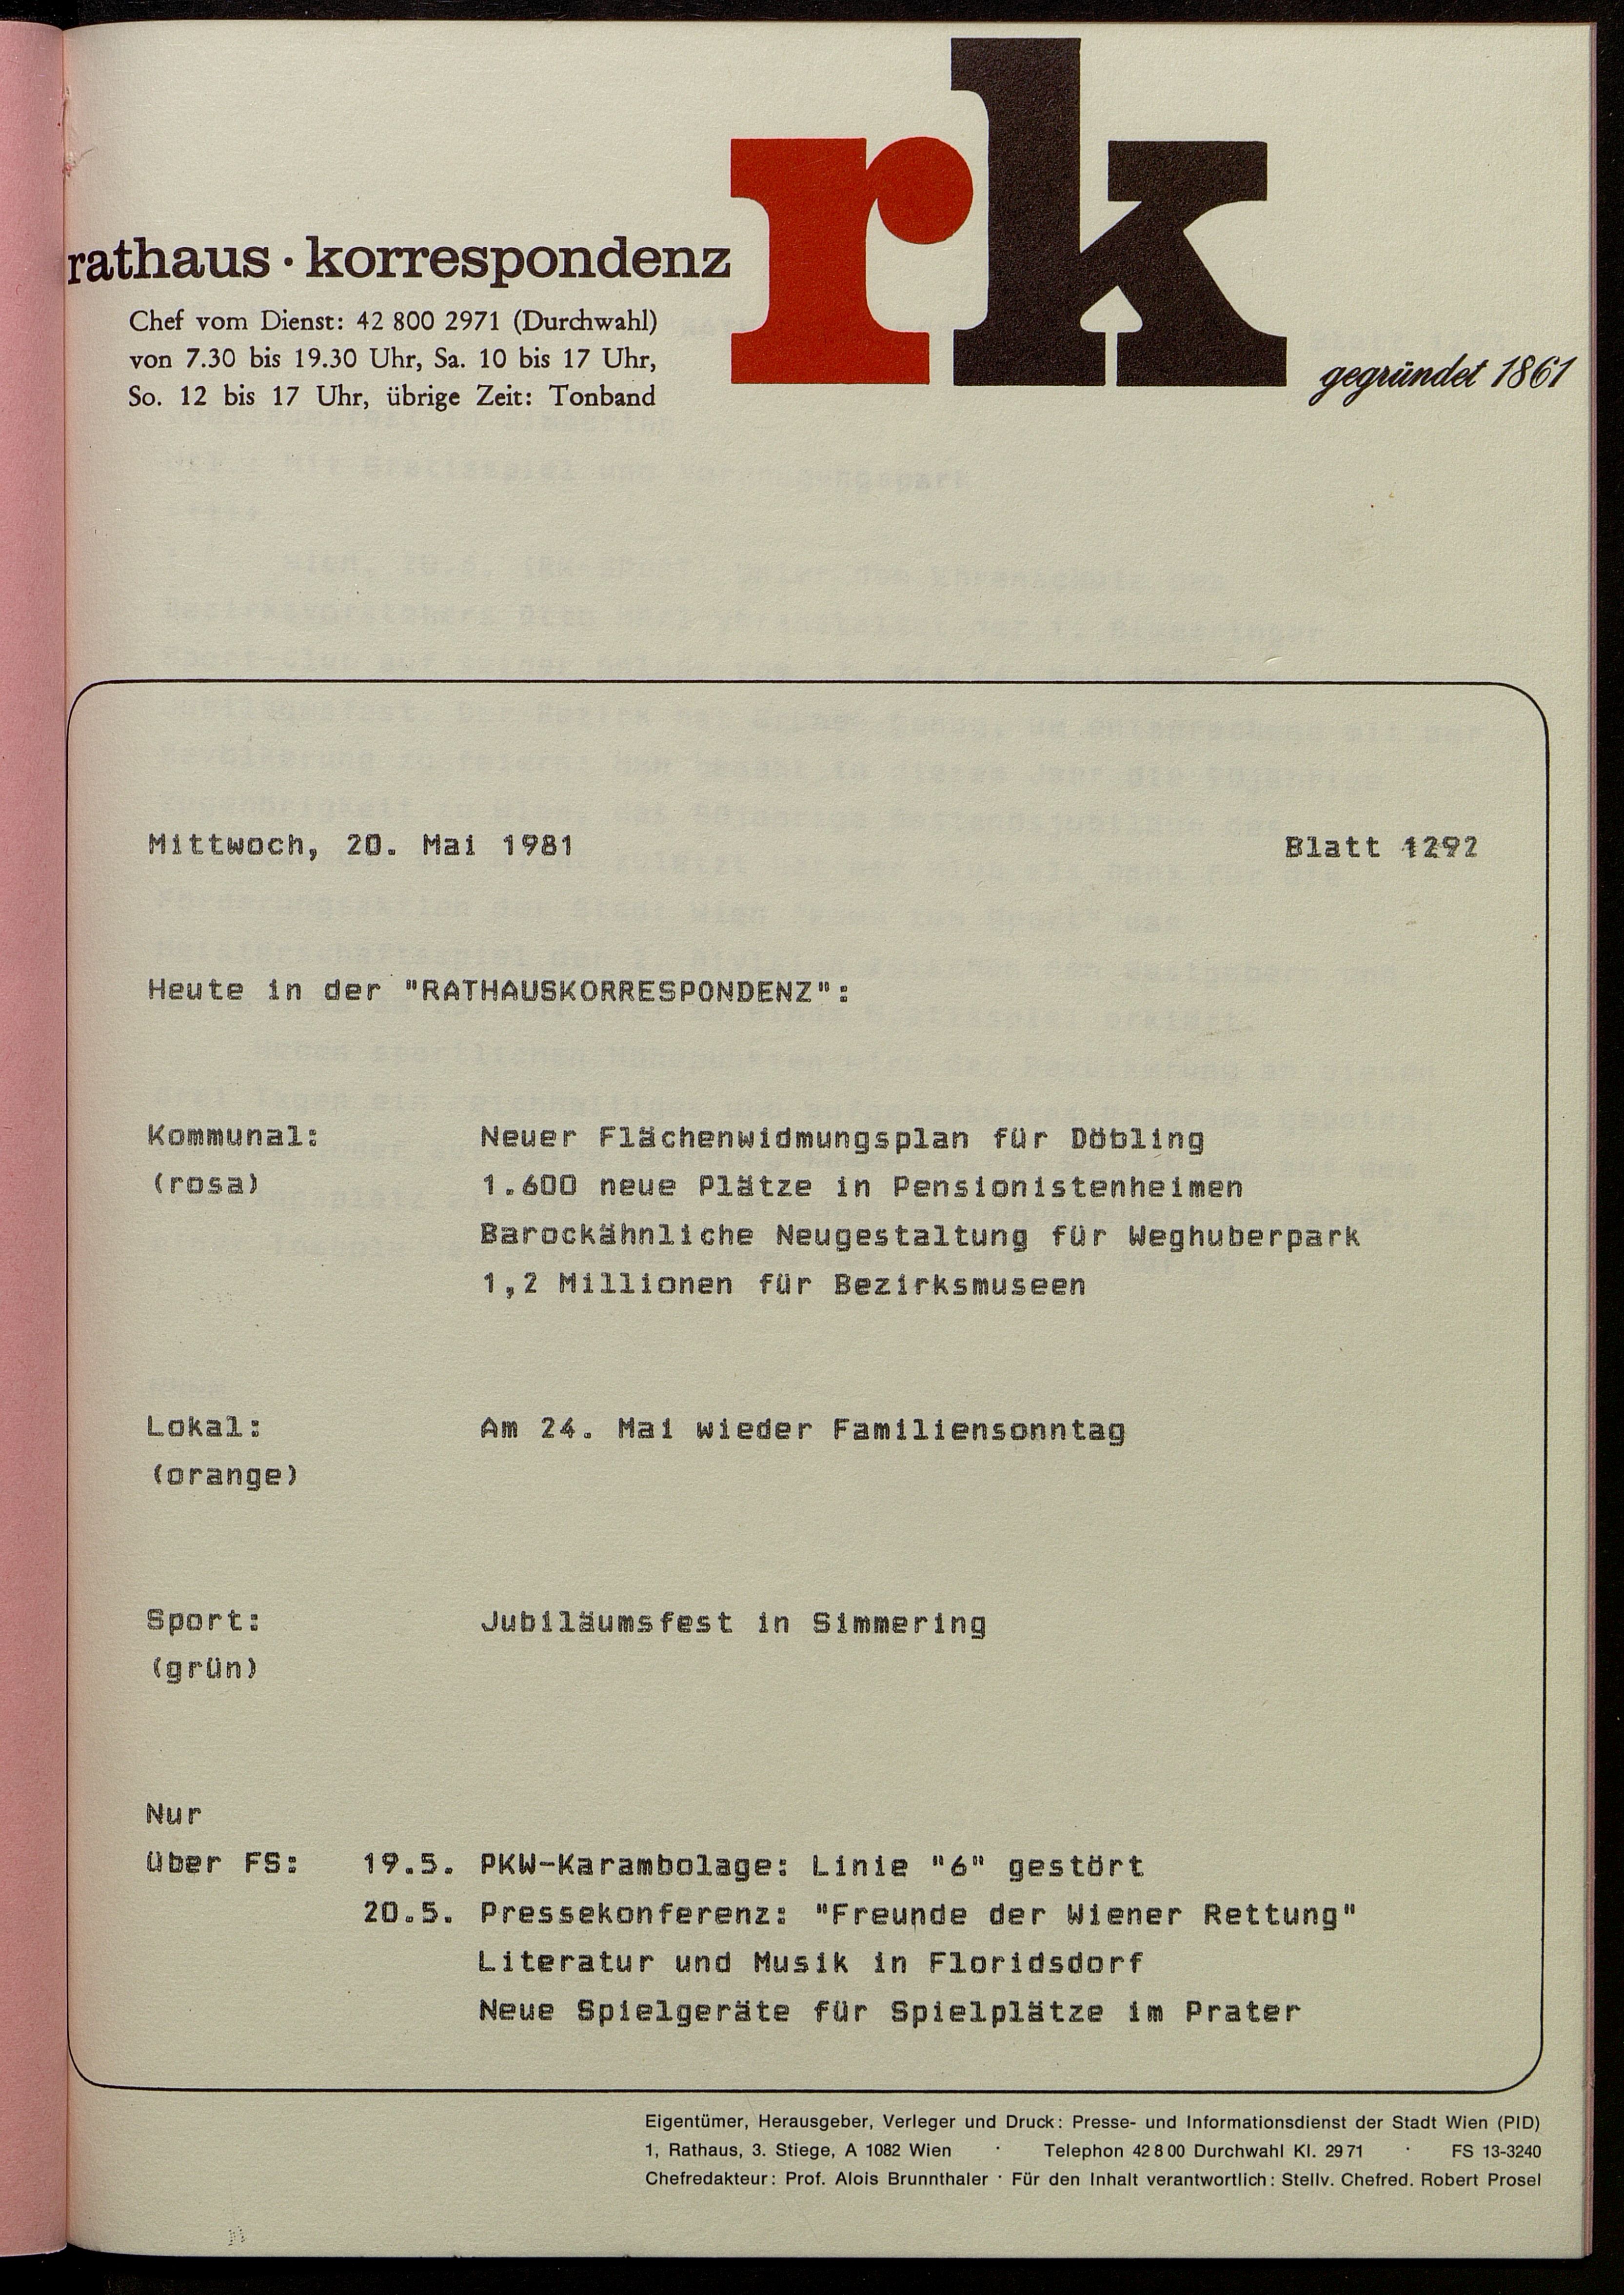 rk
rathaus · korrespondenz
Chef vom Dienst: 42 800 2971 (Durchwahl)
von 7.30 bis 19.30 Uhr, Sa. 10 bis 17 Uhr,
So. 12 bis 17 Uhr, übrige Zeit: Tonband
gegründet 1861
Mittwoch, 20. Mai 1981 Blatt 1292
Heute in der "RATHAUSKORRESPONDENZ":
Kommunal: Neuer Flächenwidmungsplan für Döbling
(rosa) 1.600 neue Plätze in Pensionistenheimen
Barockähnliche Neugestaltung für Weghuberpark
1,2 Millionen für Bezirksmuseen
Lokal: Am 24. Mai wieder Familiensonntag
(orange)
Sport: Jubiläumsfest in Simmering
(grün)
Nur
über FS: 19.5. PKW-Karambolage: Linie "6" gestört
20.5. Pressekonferenz: "Freunde der Wiener Rettung"
Literatur und Musik in Floridsdorf
Neue Spielgeräte für Spielplätze im Prater
Eigentümer, Herausgeber, Verleger und Druck: Presse- und Informationsdienst der Stadt Wien (PID)
1, Rathaus, 3. Stiege, A 1082 Wien · Telephon 42 8 00 Durchwahl Kl. 29 71 · FS 13-3240
Chefredakteur: Prof. Alois Brunnthaler · Für den Inhalt verantwortlich: Stellv. Chefred. Robert Prosel